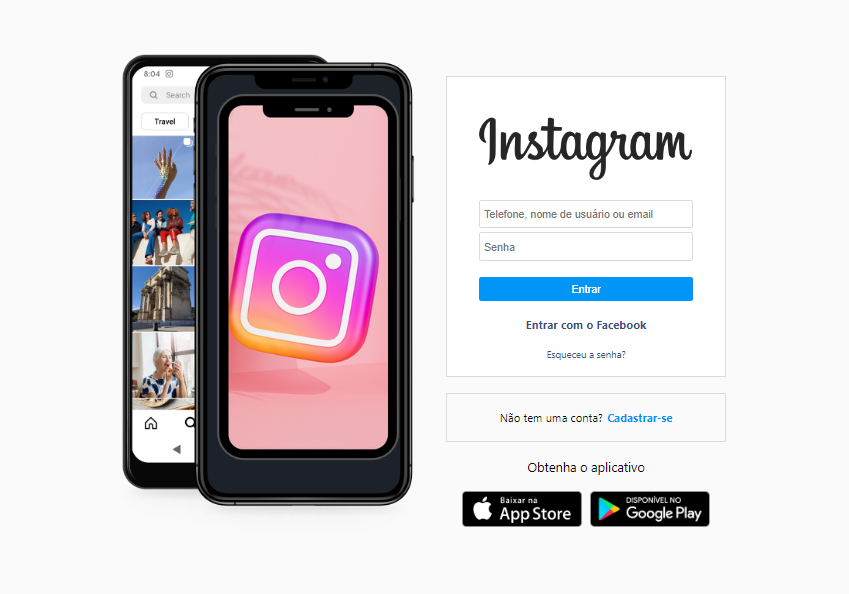 8:04
Search
Travel
Instagram
Telefone, nome de usuário ou email
Senha
Entrar
Entrar com o Facebook
Esqueceu a senha?
Não tem uma conta? Cadastrar-se
Obtenha o aplicativo
Baixar na
App Store
DISPONÍVEL NO
Google Play